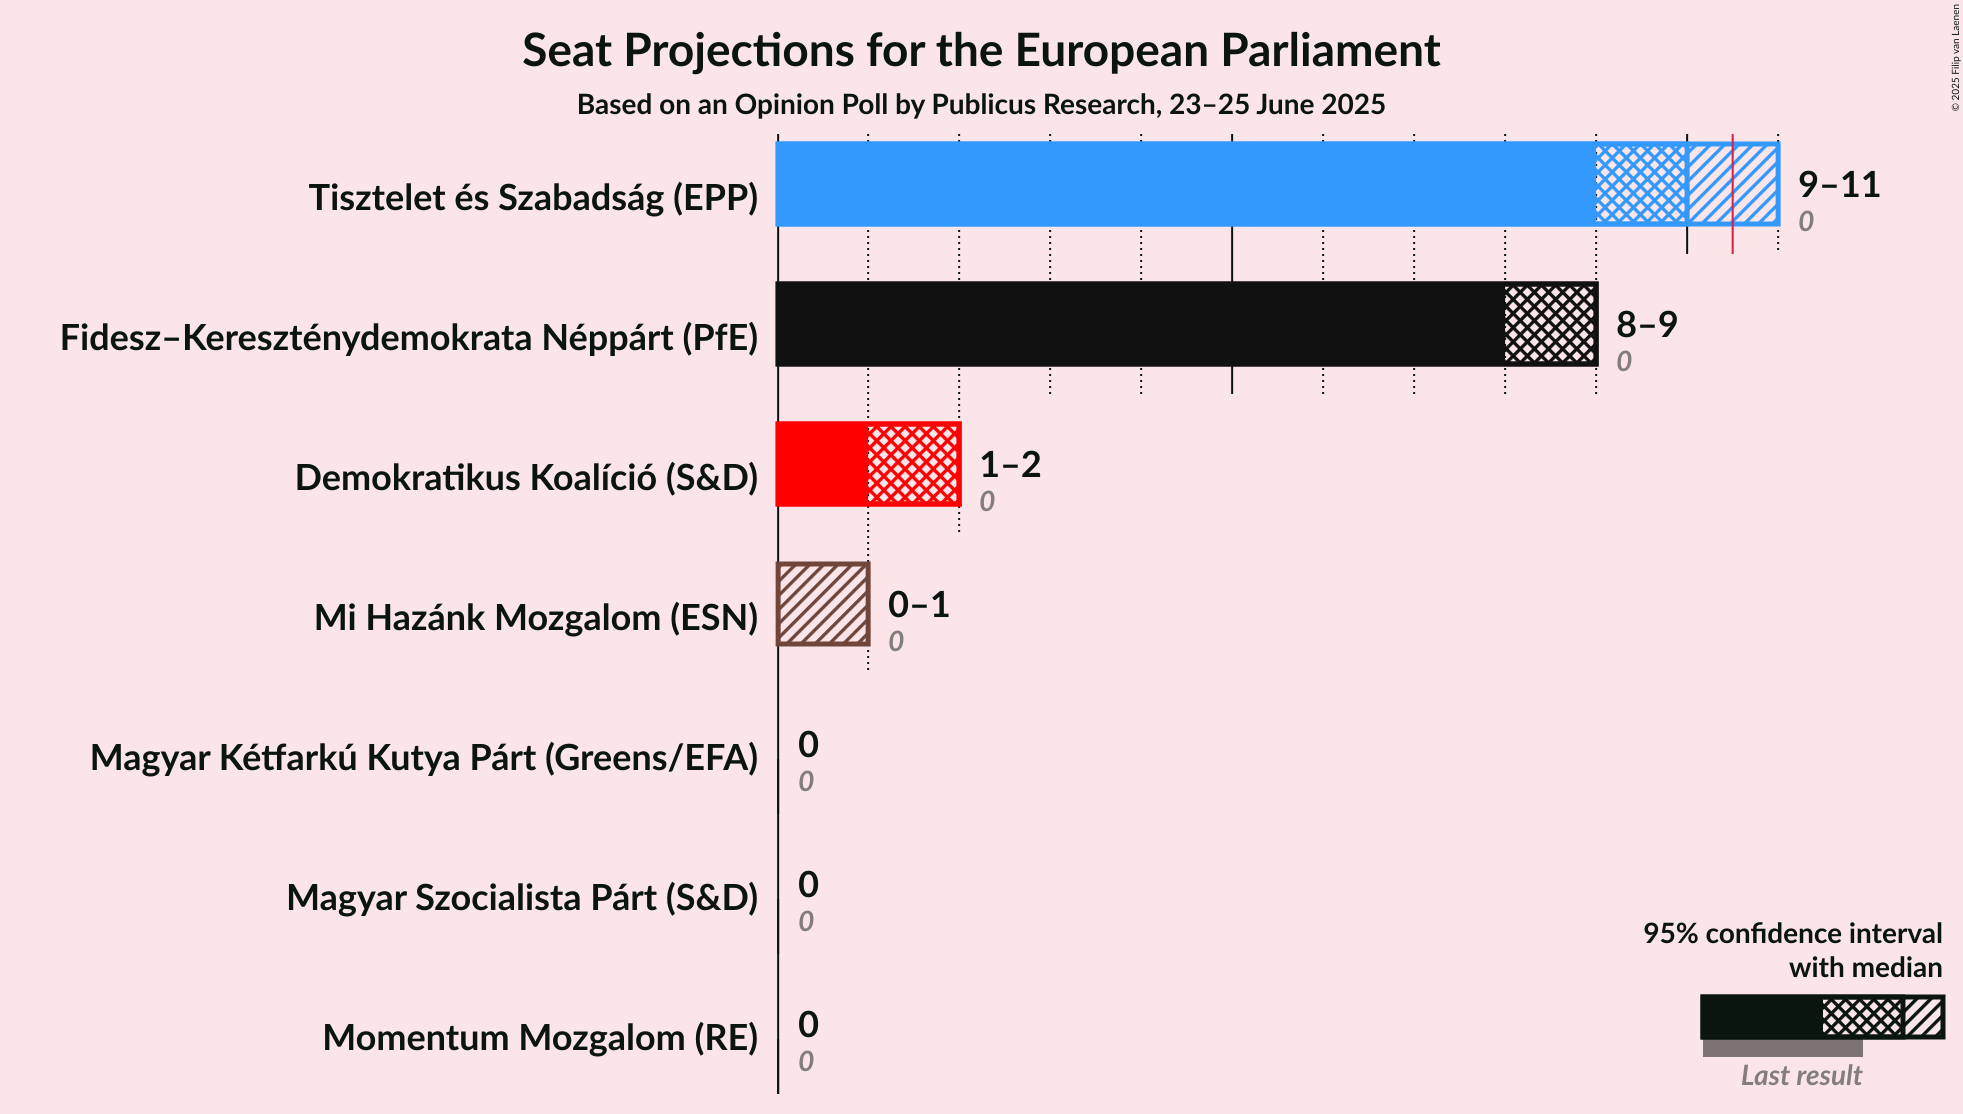 Seat Projections for the European Parliament
Based on an Opinion Poll by Publicus Research, 23–25 June 2025
© 2025 Filip van Laenen
Tisztelet és Szabadság (EPP)
9–11
0
Fidesz–Kereszténydemokrata Néppárt (PfE)
8–9
0
Demokratikus Koalíció (S&D)
1–2
0
Mi Hazánk Mozgalom (ESN)
0–1
0
Magyar Kétfarkú Kutya Párt (Greens/EFA)
0
0
Magyar Szocialista Párt (S&D)
0
0
Momentum Mozgalom (RE)
0
0
95% confidence interval
with median
Last result